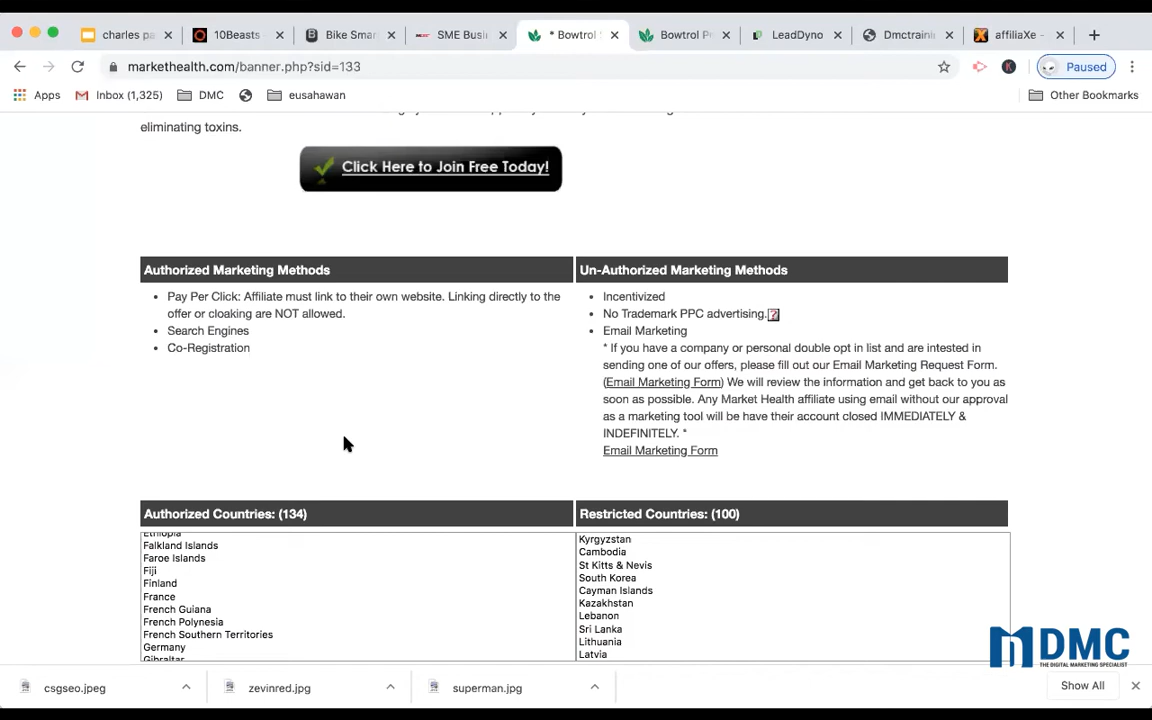 charles pa
10Beasts
Bike Smar
SME Busi
* Bowtrol
Bowtrol P
LeadDyno
Dmctraini
affiliaXe -
markethealth.com/banner.php?sid=133
Paused
Apps
Inbox (1,325)
DMC
eusahawan
Other Bookmarks
eliminating toxins.
Click Here to Join Free Today!
Authorized Marketing Methods
Un-Authorized Marketing Methods
Pay Per Click: Affiliate must link to their own website. Linking directly to the
offer or cloaking are NOT allowed.
Search Engines
Co-Registration
Incentivized
No Trademark PPC advertising.
Email Marketing
* If you have a company or personal double opt in list and are intested in
sending one of our offers, please fill out our Email Marketing Request Form.
(Email Marketing Form) We will review the information and get back to you as
soon as possible. Any Market Health affiliate using email without our approval
as a marketing tool will be have their account closed IMMEDIATELY &
INDEFINITELY. *
Email Marketing Form
Authorized Countries: (134)
Restricted Countries: (100)
Ethiopia
Falkland Islands
Faroe Islands
Fiji
Finland
France
French Guiana
French Polynesia
French Southern Territories
Germany
Gibraltar
Kyrgyzstan
Cambodia
St Kitts & Nevis
South Korea
Cayman Islands
Kazakhstan
Lebanon
Sri Lanka
Lithuania
Latvia
DMC
THE DIGITAL MARKETING SPECIALIST
csgseo.jpeg
zevinred.jpg
superman.jpg
Show All